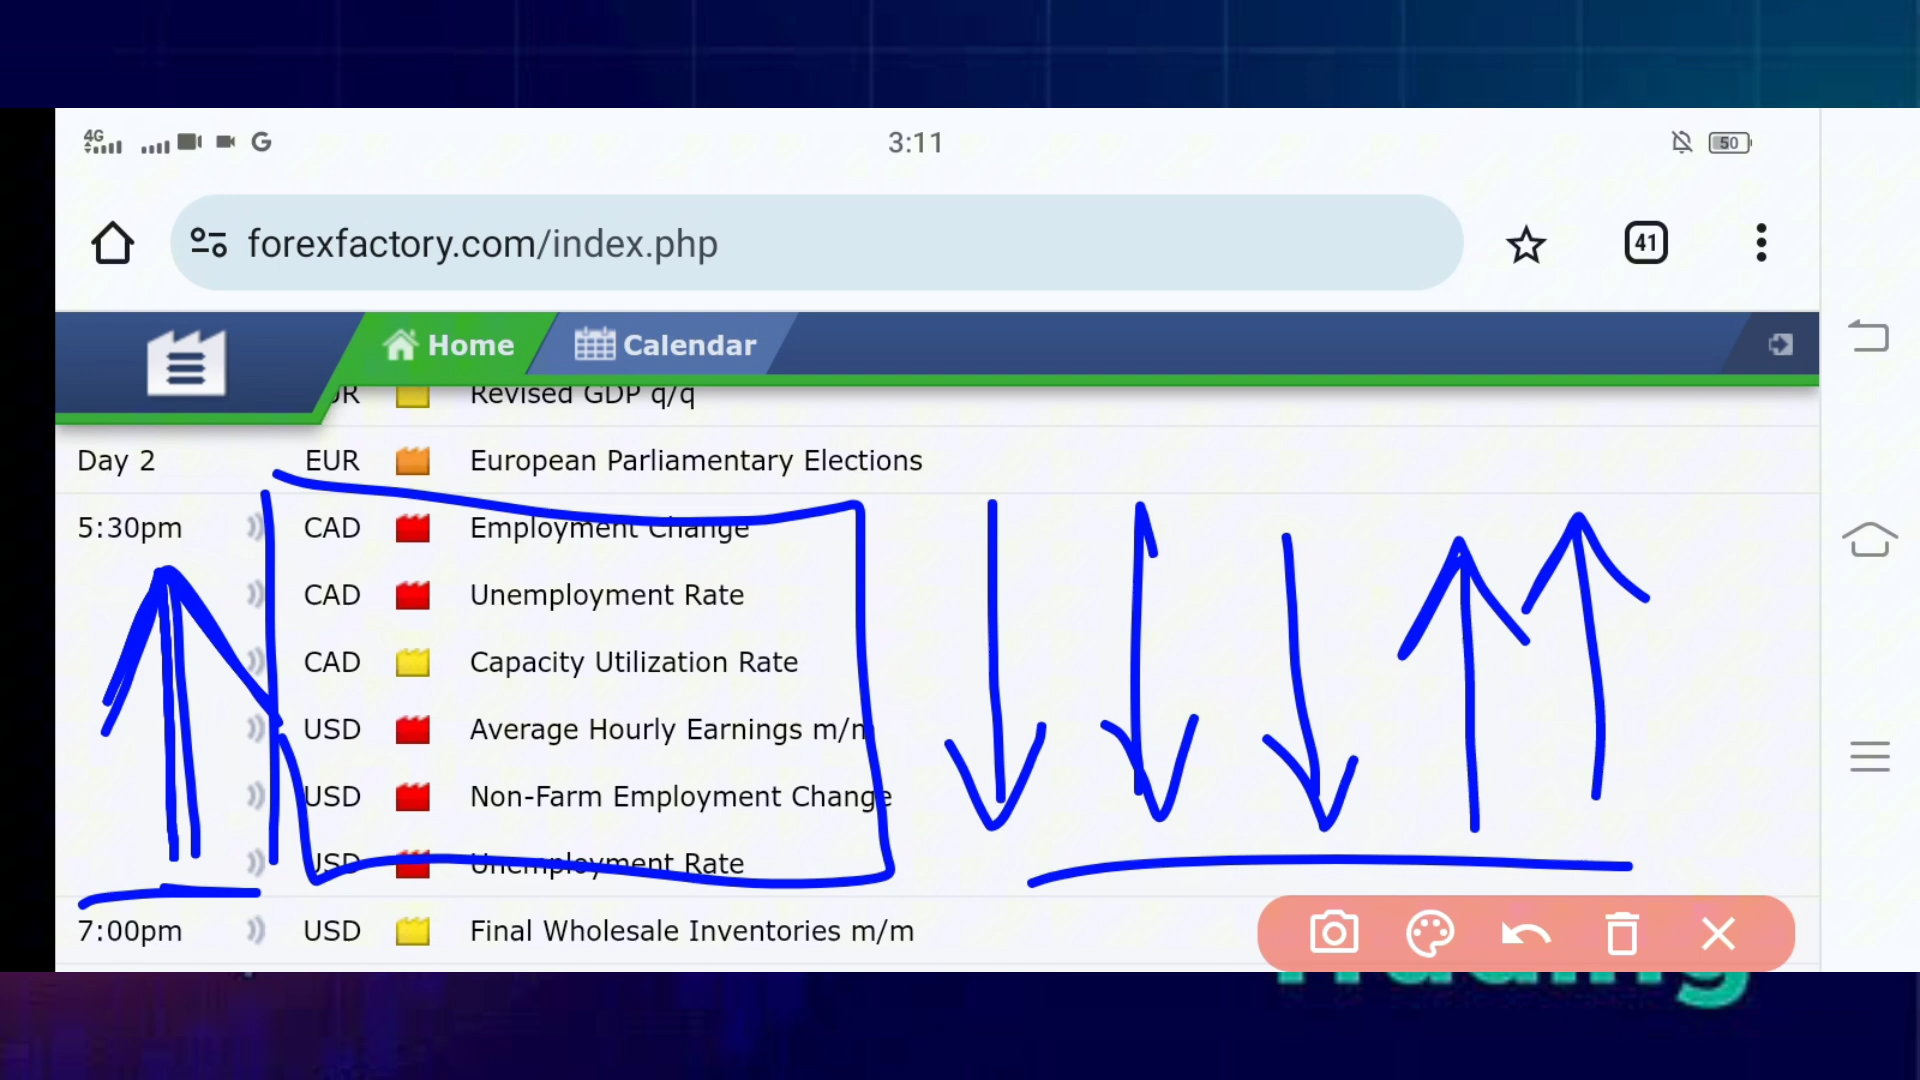 4G G 3:11 50
forexfactory.com/index.php 41
Home Calendar
Revised GDP q/q
Day 2 EUR European Parliamentary Elections
5:30pm CAD Employment Change
CAD Unemployment Rate
CAD Capacity Utilization Rate
USD Average Hourly Earnings m/m
USD Non-Farm Employment Change
USD Unemployment Rate
7:00pm USD Final Wholesale Inventories m/m